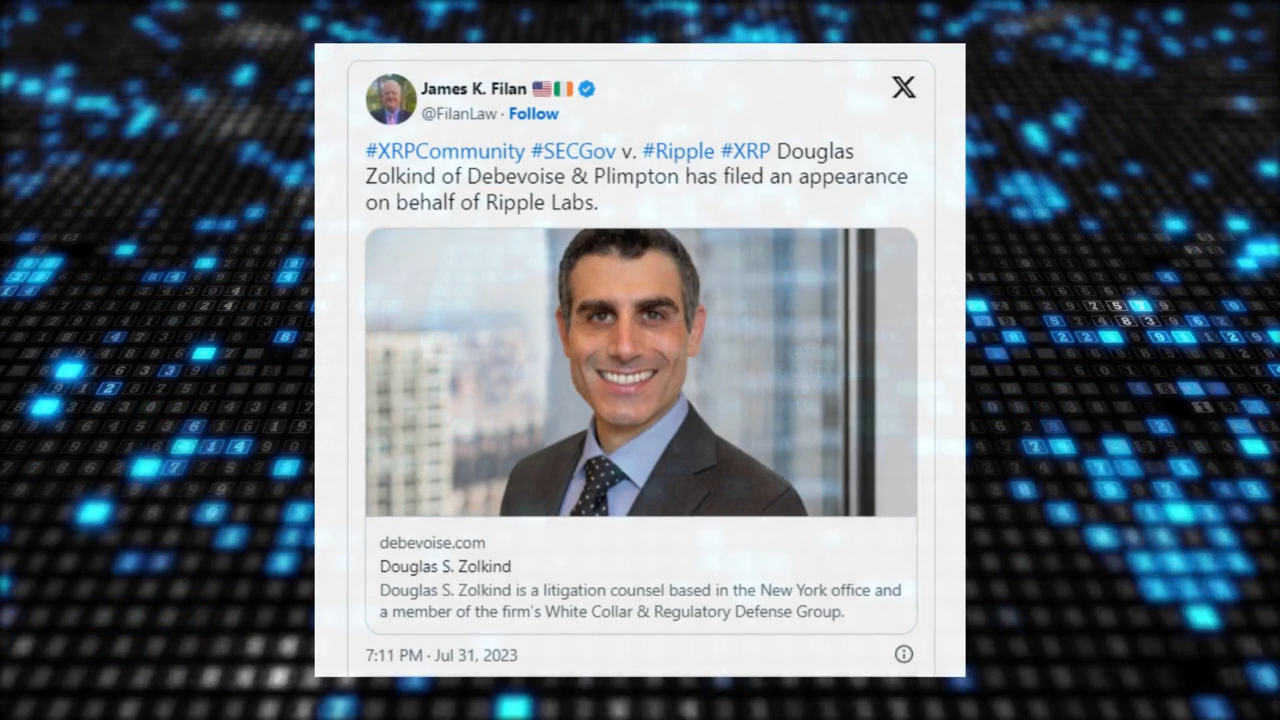 James K. Filan 🇺🇸🇮🇪
@FilanLaw · Follow
#XRPCommunity #SECGov v. #Ripple #XRP Douglas
Zolkind of Debevoise & Plimpton has filed an appearance
on behalf of Ripple Labs.
debevoise.com
Douglas S. Zolkind
Douglas S. Zolkind is a litigation counsel based in the New York office and
a member of the firm's White Collar & Regulatory Defense Group.
7:11 PM · Jul 31, 2023